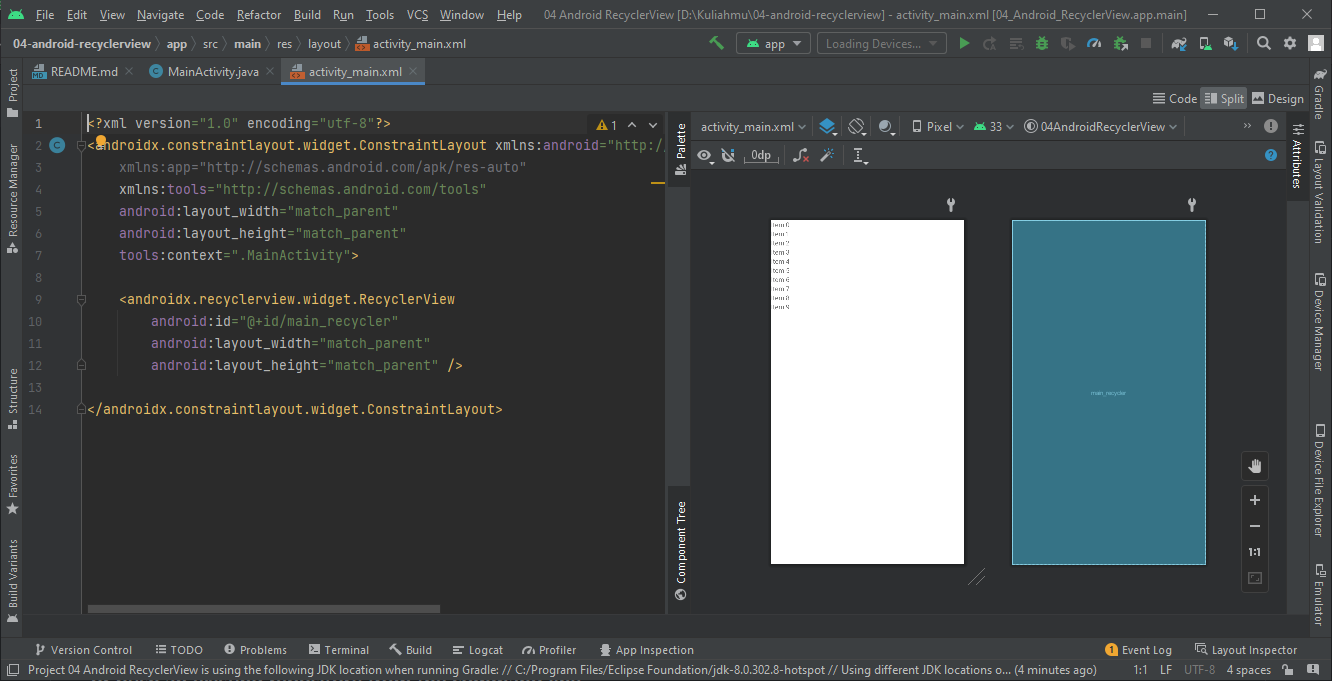 File Edit View Navigate Code Refactor Build Run Tools VCS Window Help 04 Android RecyclerView [D:\Kuliahmu\04-android-recyclerview] - activity_main.xml [04_Android_RecyclerView.app.main]
04-android-recyclerview app src main res layout activity_main.xml app Loading Devices...
README.md MainActivity.java activity_main.xml
Code Split Design
Project
Resource Manager
Structure
Favorites
Build Variants
1 <?xml version="1.0" encoding="utf-8"?>
2 <androidx.constraintlayout.widget.ConstraintLayout xmlns:android="http:/
3 xmlns:app="http://schemas.android.com/apk/res-auto"
4 xmlns:tools="http://schemas.android.com/tools"
5 android:layout_width="match_parent"
6 android:layout_height="match_parent"
7 tools:context=".MainActivity">
8
9 <androidx.recyclerview.widget.RecyclerView
10 android:id="@+id/main_recycler"
11 android:layout_width="match_parent"
12 android:layout_height="match_parent" />
13
14 </androidx.constraintlayout.widget.ConstraintLayout>
1
Palette
Component Tree
activity_main.xml Pixel 33 04AndroidRecyclerView
0dp
Item 0
Item 1
Item 2
Item 3
Item 4
Item 5
Item 6
Item 7
Item 8
Item 9
main_recycler
1:1
Attributes
Gradle
Layout Validation
Device Manager
Device File Explorer
Emulator
Version Control TODO Problems Terminal Build Logcat Profiler App Inspection 1 Event Log Layout Inspector
Project 04 Android RecyclerView is using the following JDK location when running Gradle: // C:/Program Files/Eclipse Foundation/jdk-8.0.302.8-hotspot // Using different JDK locations o... (4 minutes ago) 1:1 LF UTF-8 4 spaces